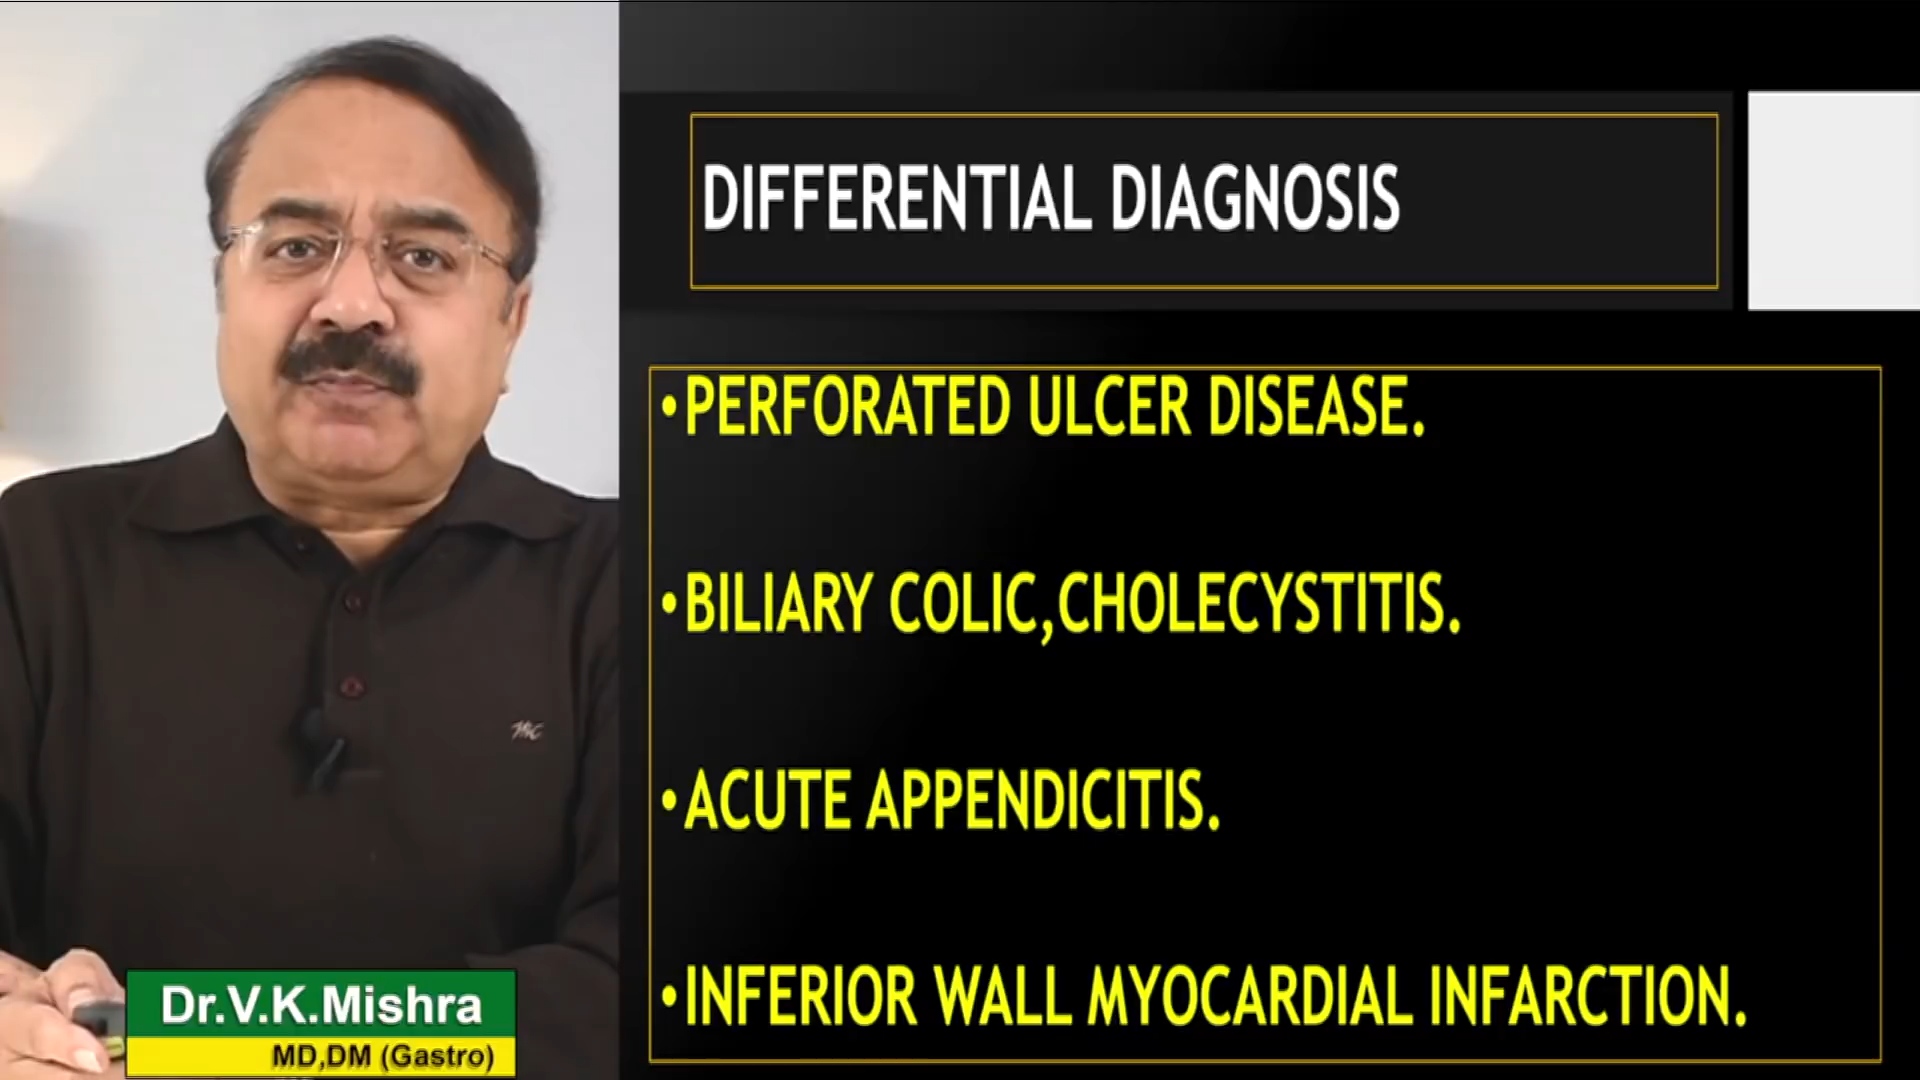 DIFFERENTIAL DIAGNOSIS
•PERFORATED ULCER DISEASE.
•BILIARY COLIC,CHOLECYSTITIS.
•ACUTE APPENDICITIS.
•INFERIOR WALL MYOCARDIAL INFARCTION.
Dr.V.K.Mishra
MD,DM (Gastro)